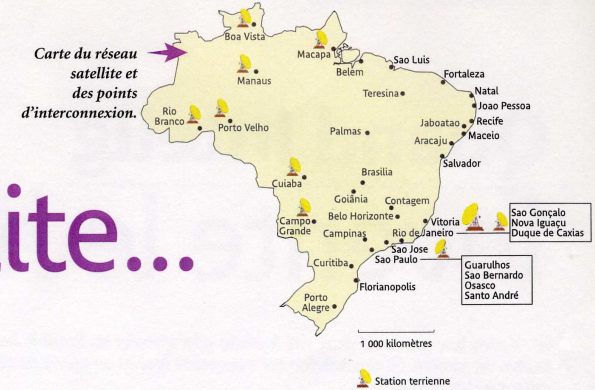 Carte du réseau
satellite et
des points
d'interconnexion.
ite...
Boa Vista
Macapa
Belem
Sao Luis
Fortaleza
Manaus
Teresina
Natal
Joao Pessoa
Rio
Branco
Porto Velho
Jaboatao
Recife
Palmas
Maceio
Aracaju
Salvador
Cuiaba
Brasilia
Goiânia
Contagem
Campo
Grande
Belo Horizonte
Vitoria
Campinas
Rio de Janeiro
Sao Gonçalo
Nova Iguaçu
Duque de Caxias
Sao Jose
Sao Paulo
Curitiba
Guarulhos
Sao Bernardo
Osasco
Santo André
Florianopolis
Porto
Alegre
1 000 kilomètres
Station terrienne